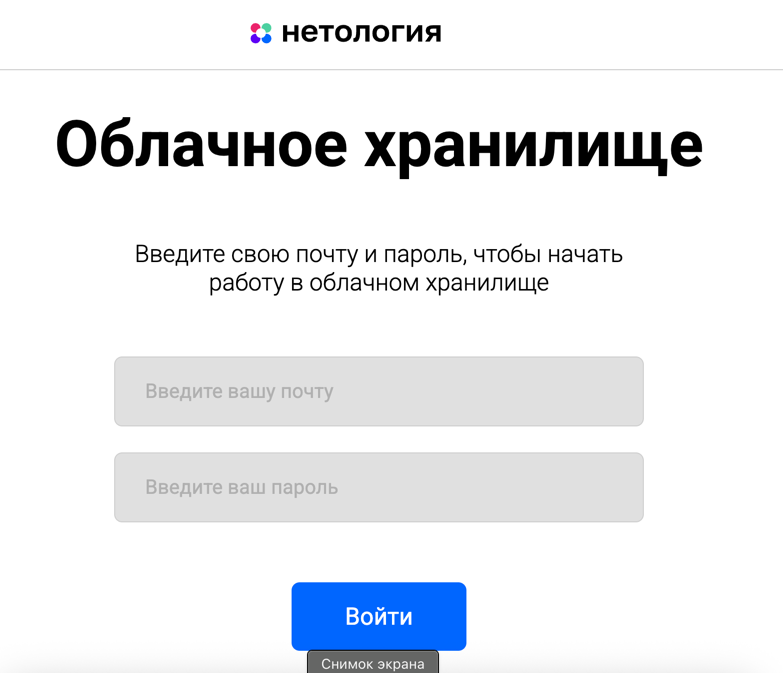 нетология
Облачное хранилище
Введите свою почту и пароль, чтобы начать
работу в облачном хранилище
Введите вашу почту
Введите ваш пароль
Войти
Снимок экрана